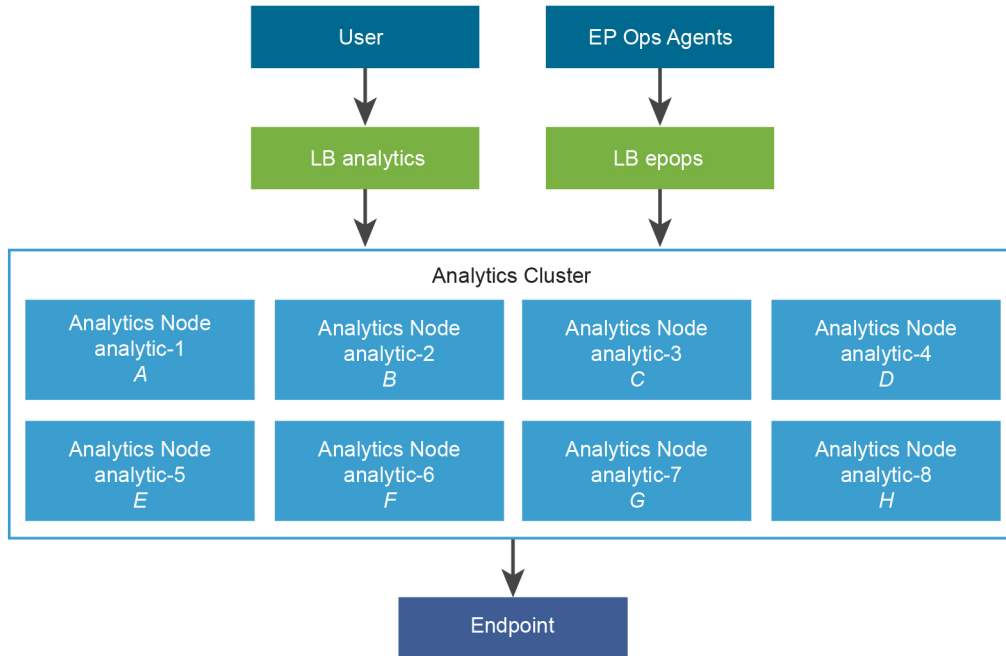 User
EP Ops Agents
LB analytics
LB epops
Analytics Cluster
Analytics Node
analytic-1
A
Analytics Node
analytic-2
B
Analytics Node
analytic-3
C
Analytics Node
analytic-4
D
Analytics Node
analytic-5
E
Analytics Node
analytic-6
F
Analytics Node
analytic-7
G
Analytics Node
analytic-8
H
Endpoint